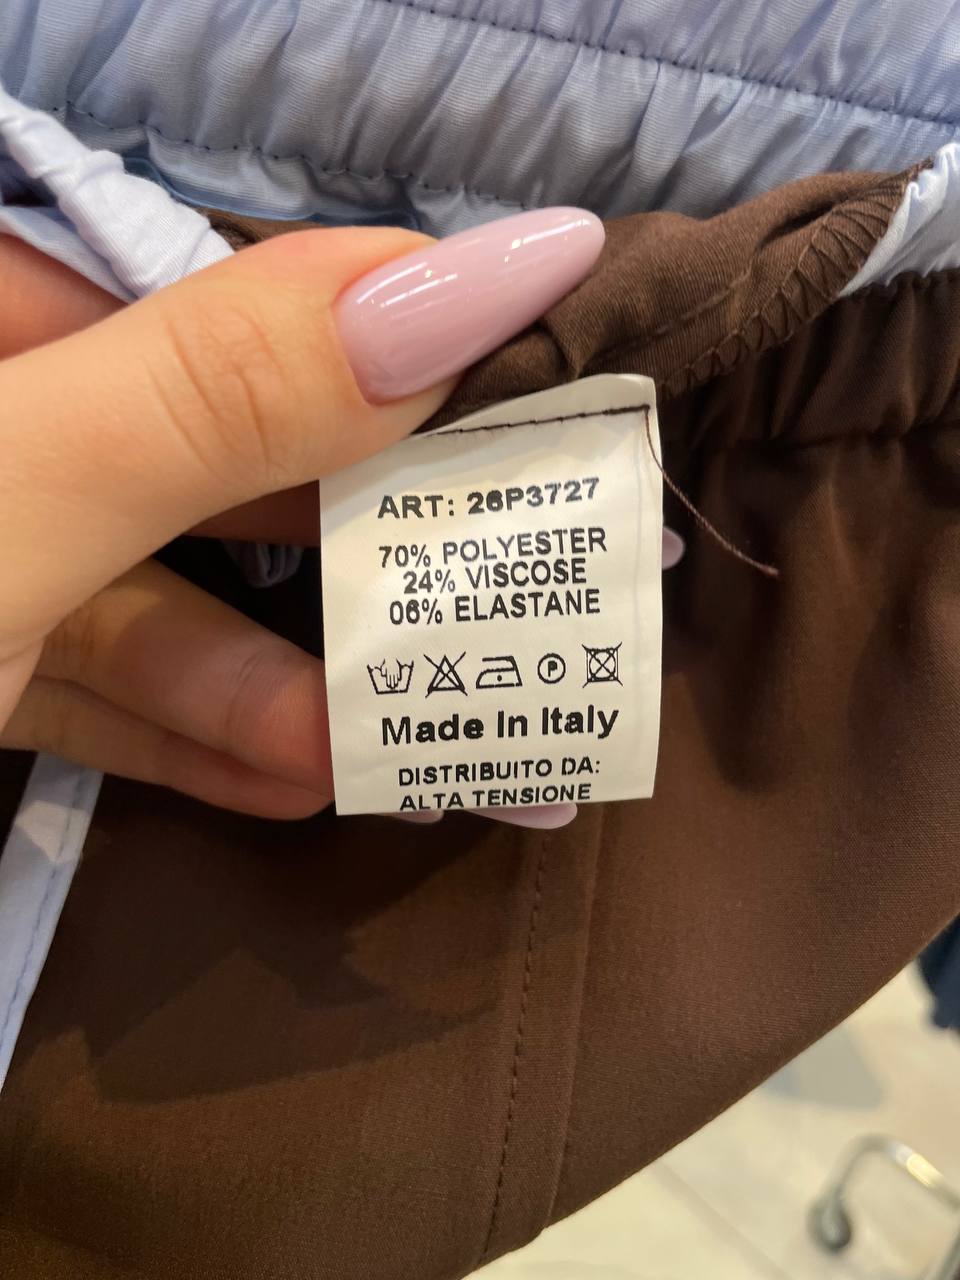 ART: 26P3727
70% POLYESTER
24% VISCOSE
06% ELASTANE
P
Made In Italy
DISTRIBUITO DA:
ALTA TENSIONE